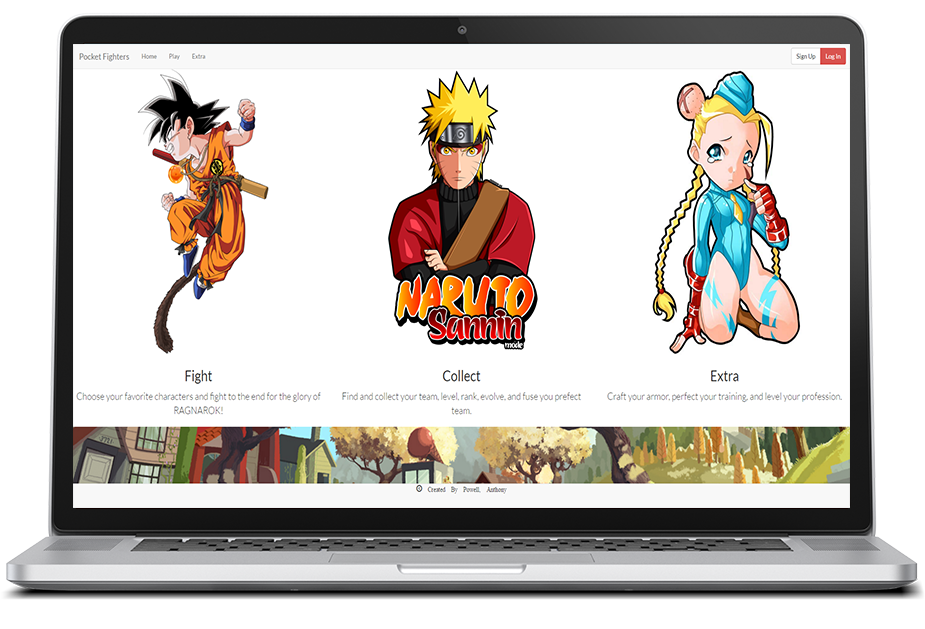 Pocket Fighters Home Play Extra Sign Up Log In
NARUTO
Sannin
mode
Fight
Choose your favorite characters and fight to the end for the glory of
RAGNAROK!
Collect
Find and collect your team, level, rank, evolve, and fuse you prefect
team.
Extra
Craft your armor, perfect your training, and level your profession.
Created By Powell, Anthony